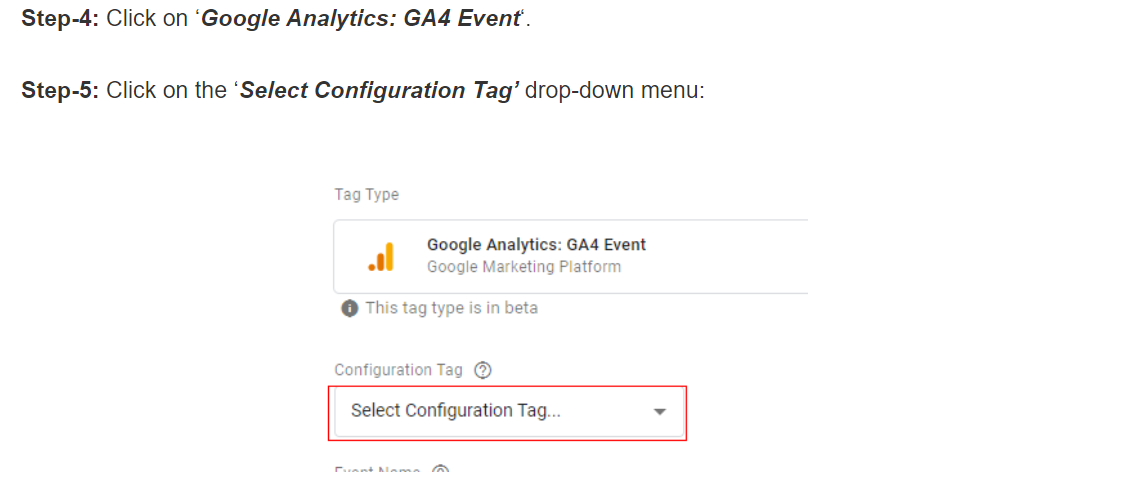 Step-4: Click on ‘Google Analytics: GA4 Event‘.
Step-5: Click on the ‘Select Configuration Tag’ drop-down menu:
Tag Type
Google Analytics: GA4 Event
Google Marketing Platform
This tag type is in beta
Configuration Tag
Select Configuration Tag...
Event Name